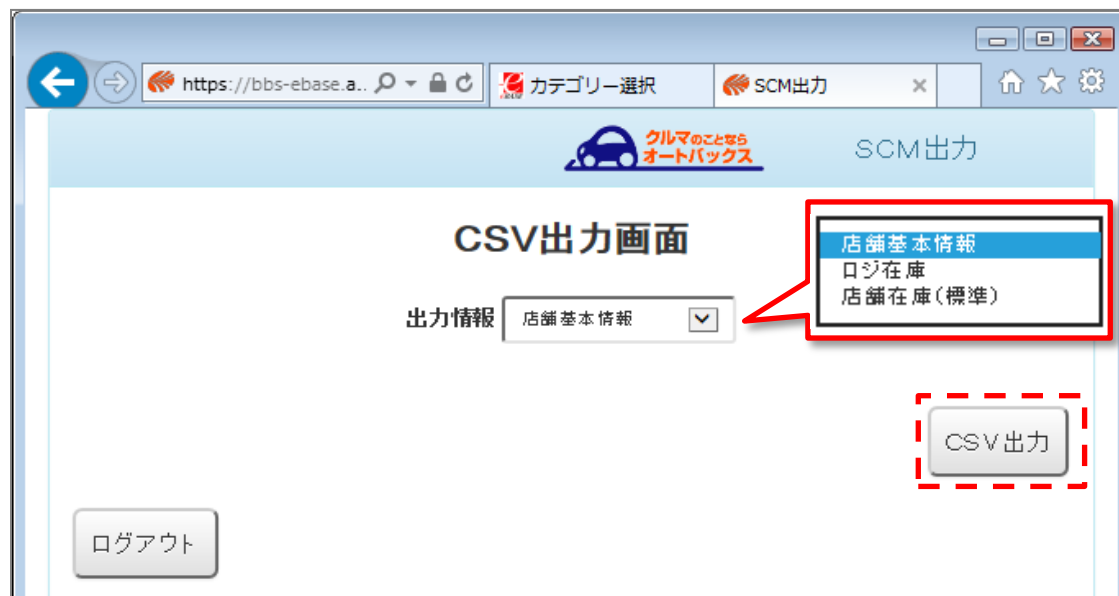 https://bbs-ebase.a..
カテゴリー選択
SCM出力
クルマのことなら
オートバックス
SCM出力
CSV出力画面
店舗基本情報
ロジ在庫
店舗在庫(標準)
出力情報
店舗基本情報
CSV出力
ログアウト